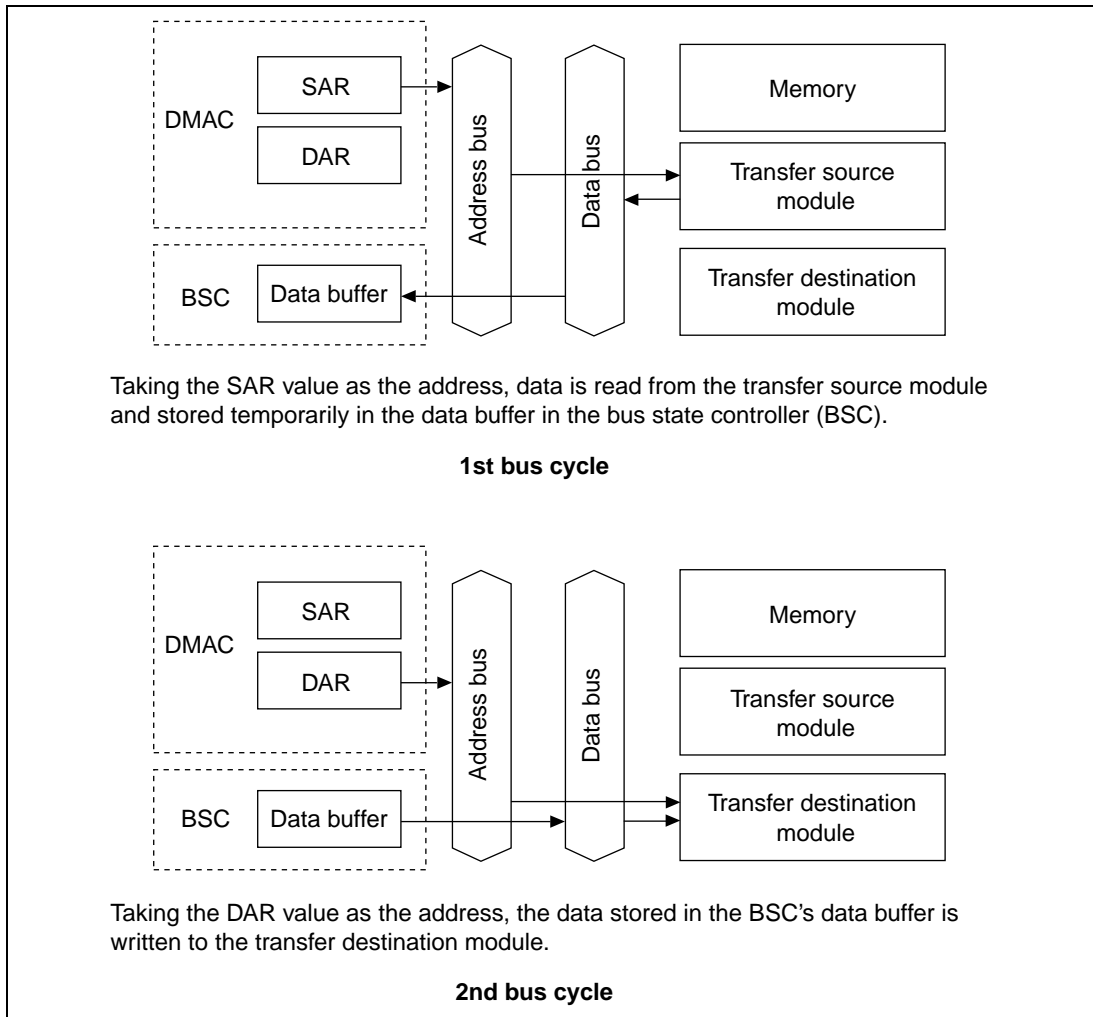 SAR
DMAC
DAR
BSC
Data buffer
Address bus
Data bus
Memory
Transfer source
module
Transfer destination
module
Taking the SAR value as the address, data is read from the transfer source module
and stored temporarily in the data buffer in the bus state controller (BSC).
1st bus cycle
SAR
DMAC
DAR
BSC
Data buffer
Address bus
Data bus
Memory
Transfer source
module
Transfer destination
module
Taking the DAR value as the address, the data stored in the BSC’s data buffer is
written to the transfer destination module.
2nd bus cycle